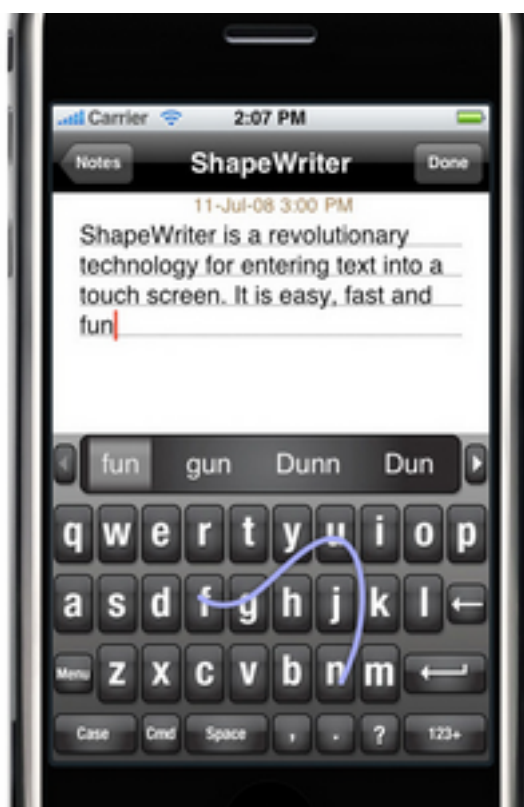 Carrier 2:07 PM
Notes ShapeWriter Done
11-Jul-08 3:00 PM
ShapeWriter is a revolutionary
technology for entering text into a
touch screen. It is easy, fast and
fun
fun gun Dunn Dun
q w e r t y u i o p
a s d f g h j k l
Menu z x c v b n m
Case Cmd Space , . ? 123+